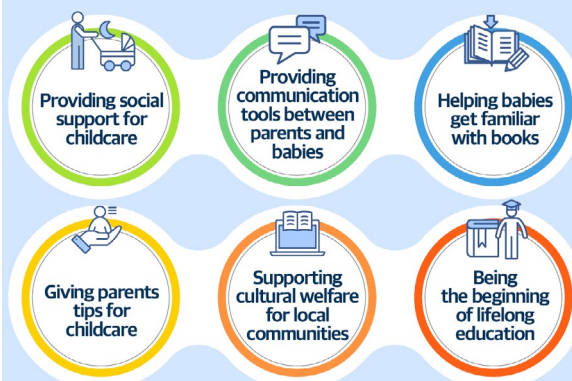 Providing social
support for
childcare
Providing
communication
tools between
parents and
babies
Helping babies
get familiar
with books
Giving parents
tips for
childcare
Supporting
cultural welfare
for local
communities
Being
the beginning
of lifelong
education